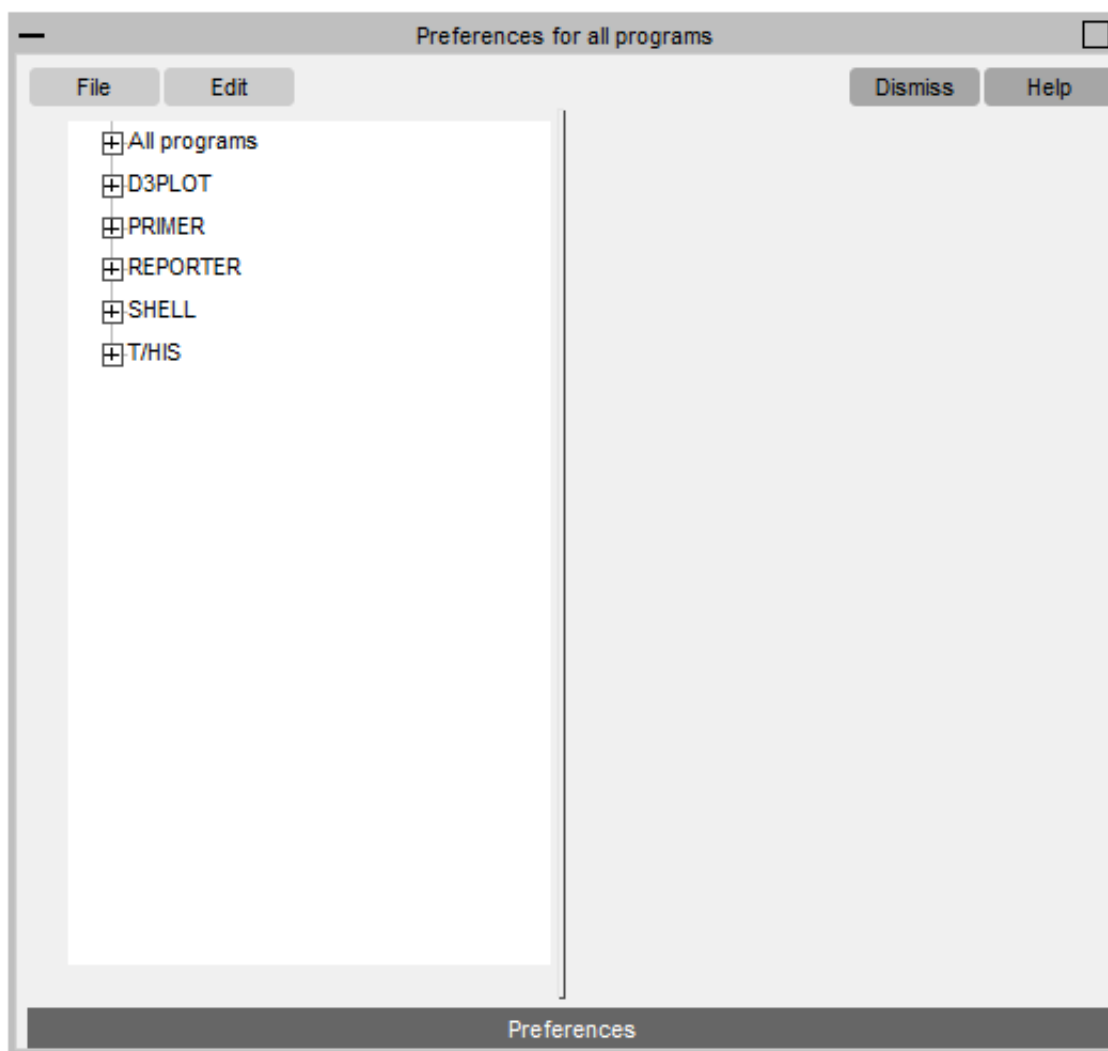 Preferences for all programs
File Edit Dismiss Help
All programs
D3PLOT
PRIMER
REPORTER
SHELL
T/HIS
Preferences